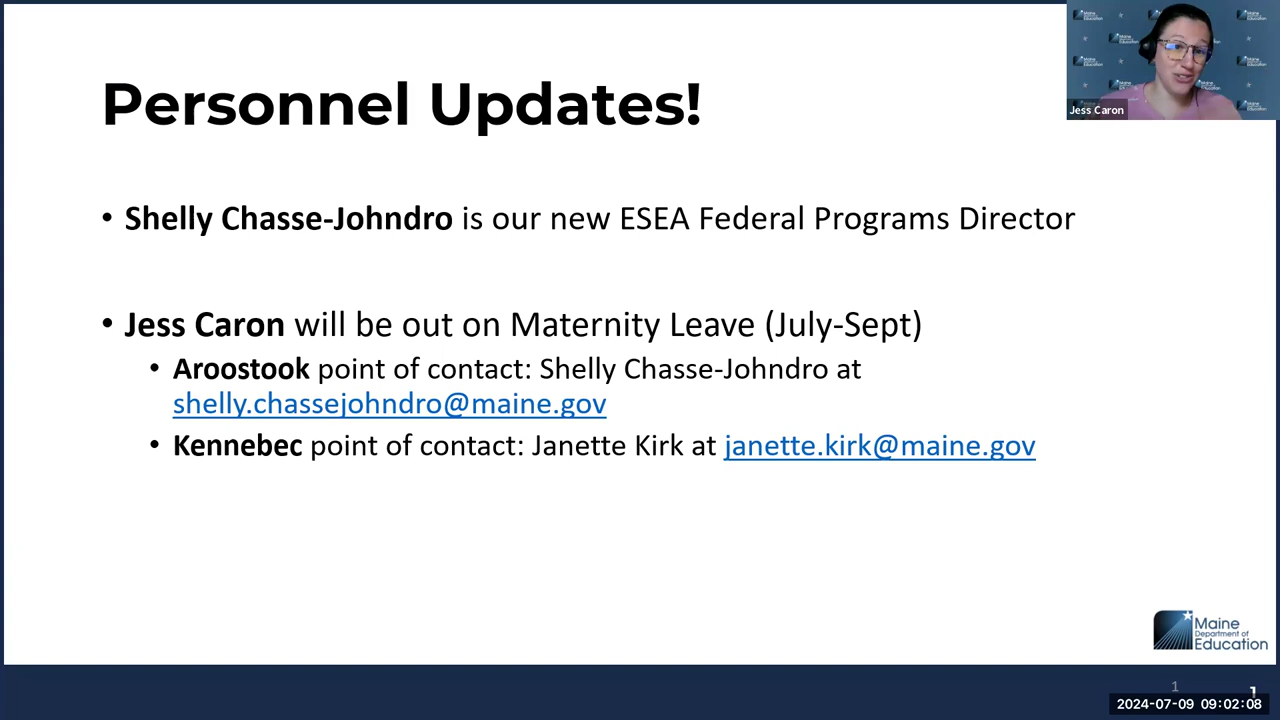 Personnel Updates!
• Shelly Chasse-Johndro is our new ESEA Federal Programs Director
• Jess Caron will be out on Maternity Leave (July-Sept)
• Aroostook point of contact: Shelly Chasse-Johndro at
shelly.chassejohndro@maine.gov
• Kennebec point of contact: Janette Kirk at janette.kirk@maine.gov
Jess Caron
Maine
Department of
Education
1
1
2024-07-09 09:02:08